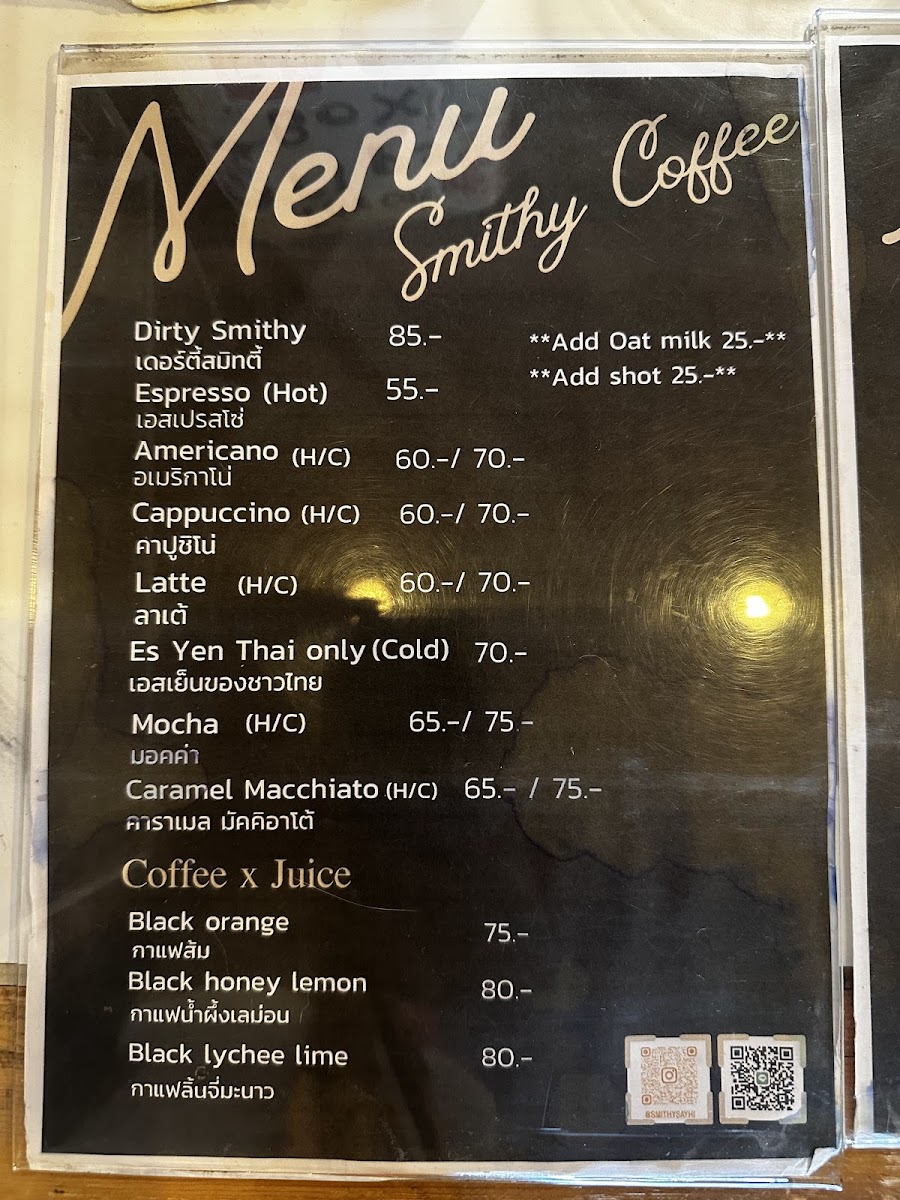 Menu
Smithy Coffee
Dirty Smithy 85.- **Add Oat milk 25.-**
เดอร์ตี้สมิทตี้ **Add shot 25.-**
Espresso (Hot) 55.-
เอสเปรสโซ่
Americano (H/C) 60.-/ 70.-
อเมริกาโน่
Cappuccino (H/C) 60.-/ 70.-
คาปูชิโน่
Latte (H/C) 60.-/ 70.-
ลาเต้
Es Yen Thai only (Cold) 70.-
เอสเย็นของชาวไทย
Mocha (H/C) 65.-/ 75.-
มอคค่า
Caramel Macchiato (H/C) 65.- / 75.-
คาราเมล มัคคิอาโต้
Coffee x Juice
Black orange 75.-
กาแฟส้ม
Black honey lemon 80.-
กาแฟน้ำผึ้งเลม่อน
Black lychee lime 80.-
กาแฟลิ้นจี่มะนาว
@SMITHYSAYHI